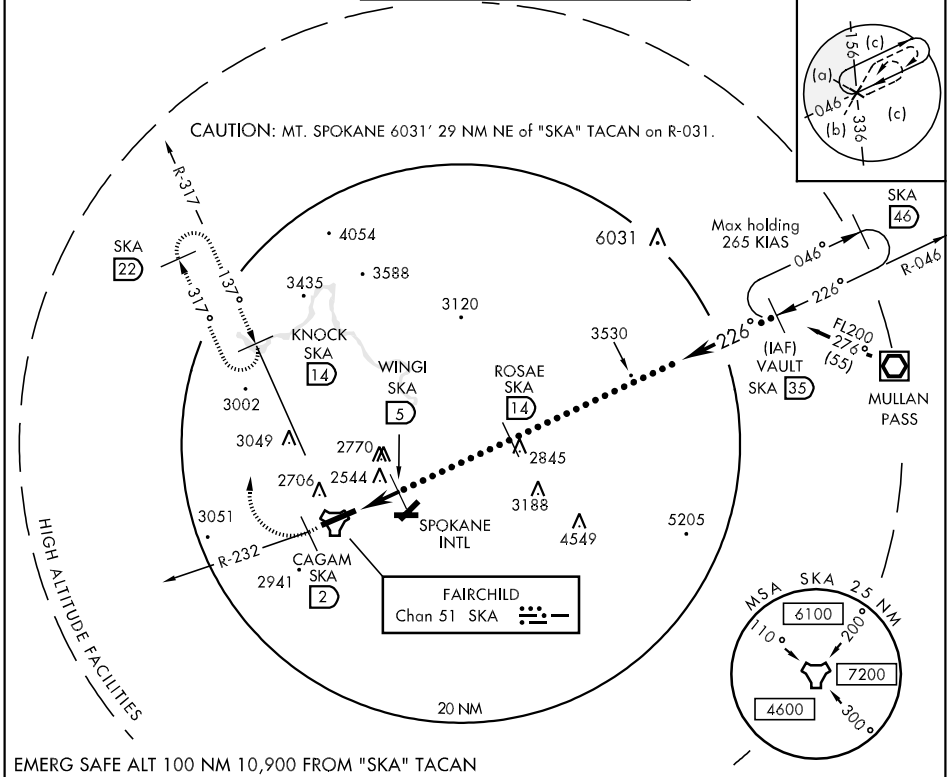 CAUTION: MT. SPOKANE 6031' 29 NM NE of "SKA" TACAN on R-031.
156
(c)
(a)
046
(b)
336
(c)
R-317
SKA
22
137°
317°
4054
3435
3588
3120
6031
Max holding
265 KIAS
SKA
46
046°
R-046
226°
226°
3530
(IAF)
VAULT
SKA 35
FL200
276°
(55)
MULLAN
PASS
KNOCK
SKA
14
WINGI
SKA
5
ROSAE
SKA
14
3002
3049
2770
2845
2706
2544
3188
SPOKANE
INTL
4549
5205
3051
R-232
CAGAM
SKA
2
2941
FAIRCHILD
Chan 51 SKA
HIGH ALTITUDE FACILITIES
20 NM
MSA SKA 25 NM
6100
110°
200°
7200
4600
300°
EMERG SAFE ALT 100 NM 10,900 FROM "SKA" TACAN